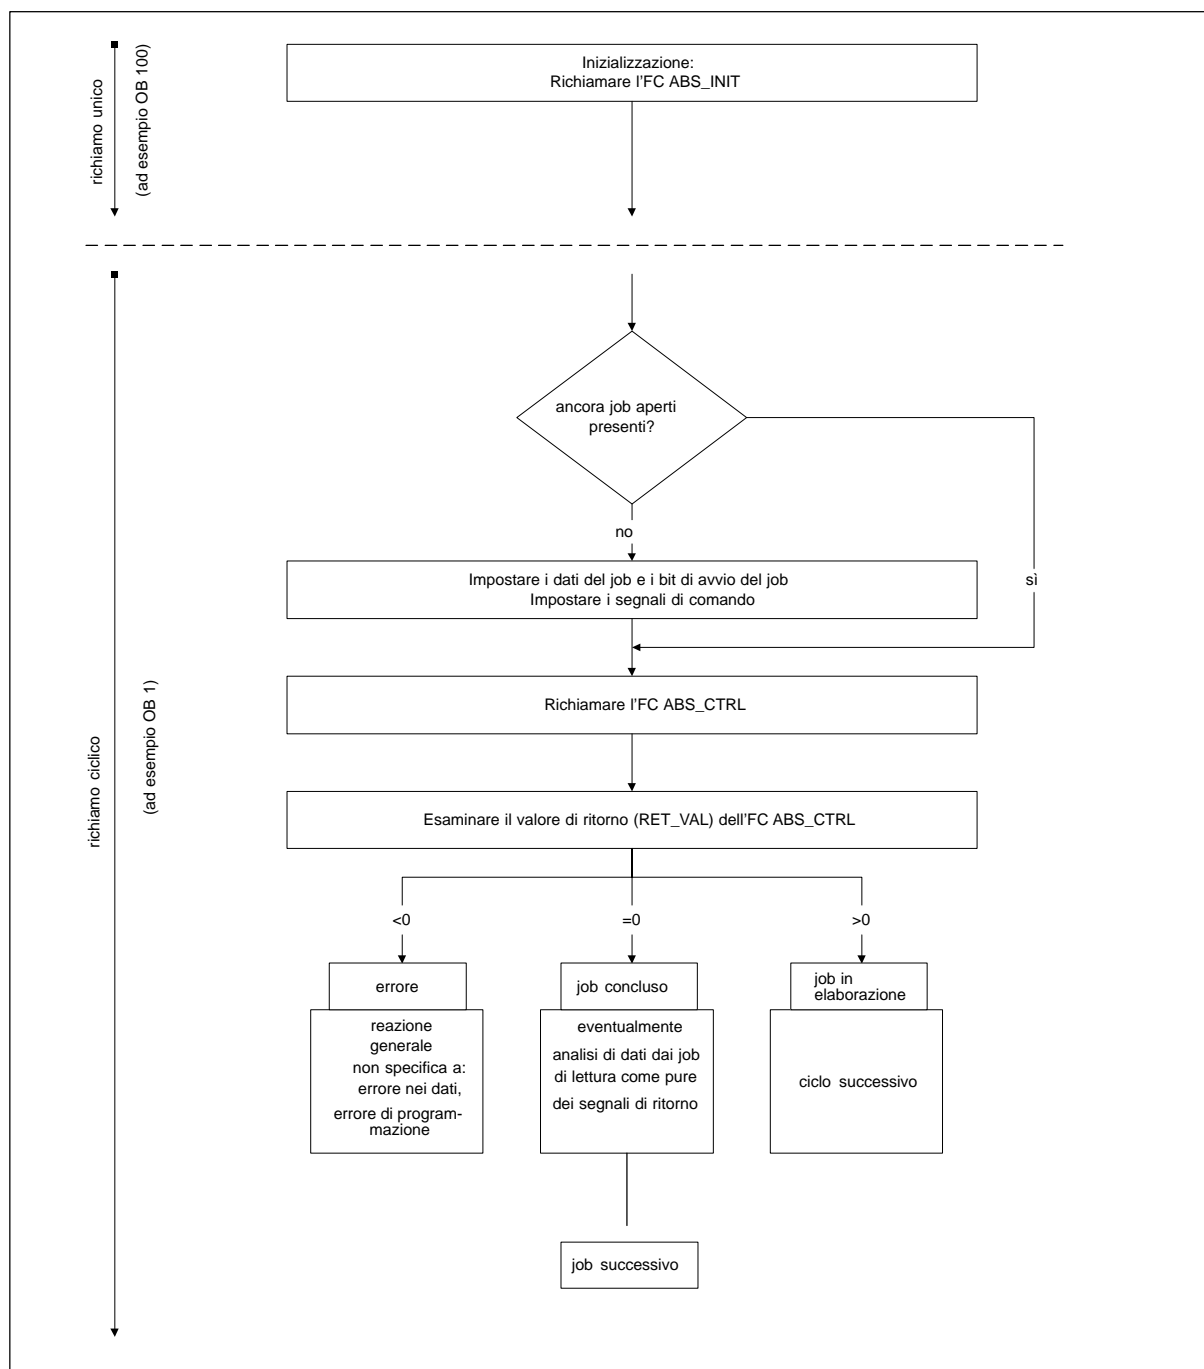 richiamo unico
(ad esempio OB 100)
Inizializzazione:
Richiamare l'FC ABS_INIT
richiamo ciclico
(ad esempio OB 1)
ancora job aperti
presenti?
no
sì
Impostare i dati del job e i bit di avvio del job
Impostare i segnali di comando
Richiamare l'FC ABS_CTRL
Esaminare il valore di ritorno (RET_VAL) dell'FC ABS_CTRL
<0
=0
>0
errore
reazione
generale
non specifica a:
errore nei dati,
errore di program-
mazione
job concluso
eventualmente
analisi di dati dai job
di lettura come pure
dei segnali di ritorno
job in
elaborazione
ciclo successivo
job successivo